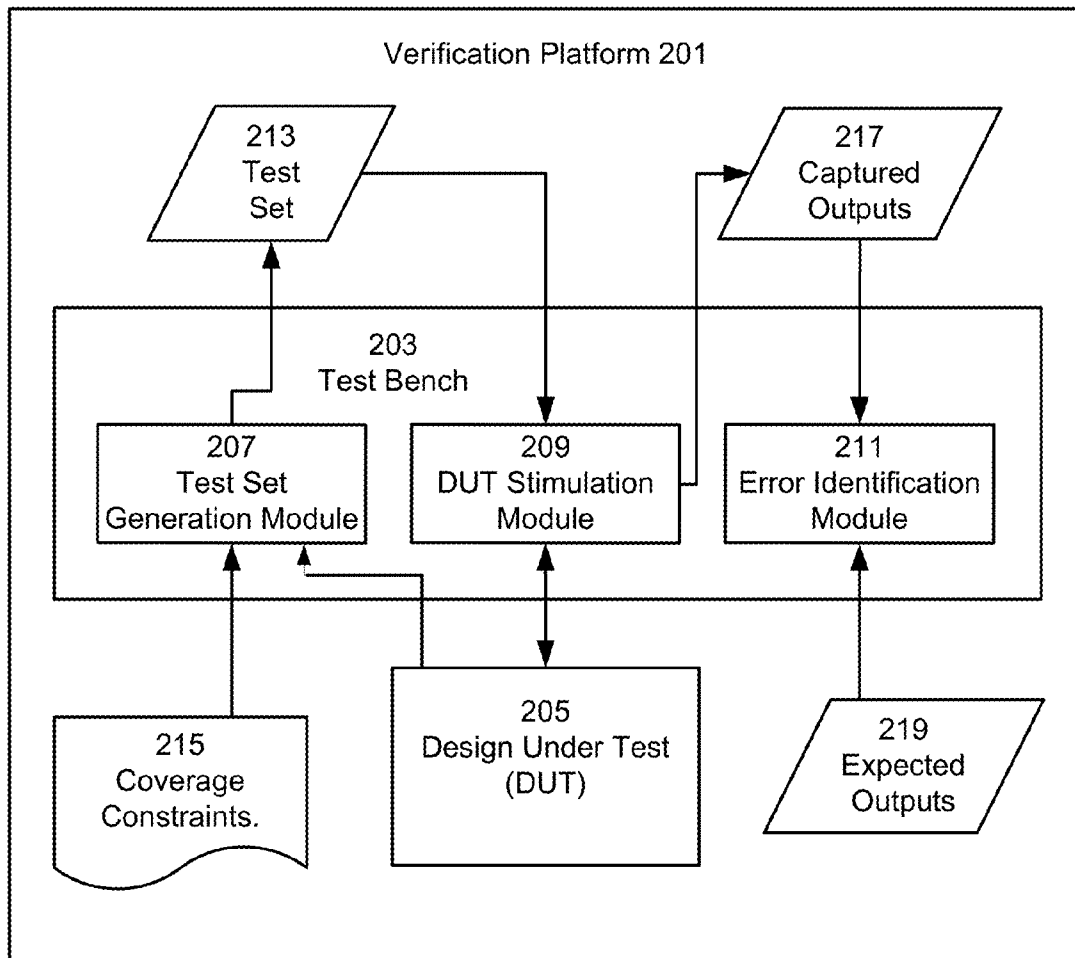 Verification Platform 201
213
Test
Set
217
Captured
Outputs
203
Test Bench
207
Test Set
Generation Module
209
DUT Stimulation
Module
211
Error Identification
Module
215
Coverage
Constraints.
205
Design Under Test
(DUT)
219
Expected
Outputs